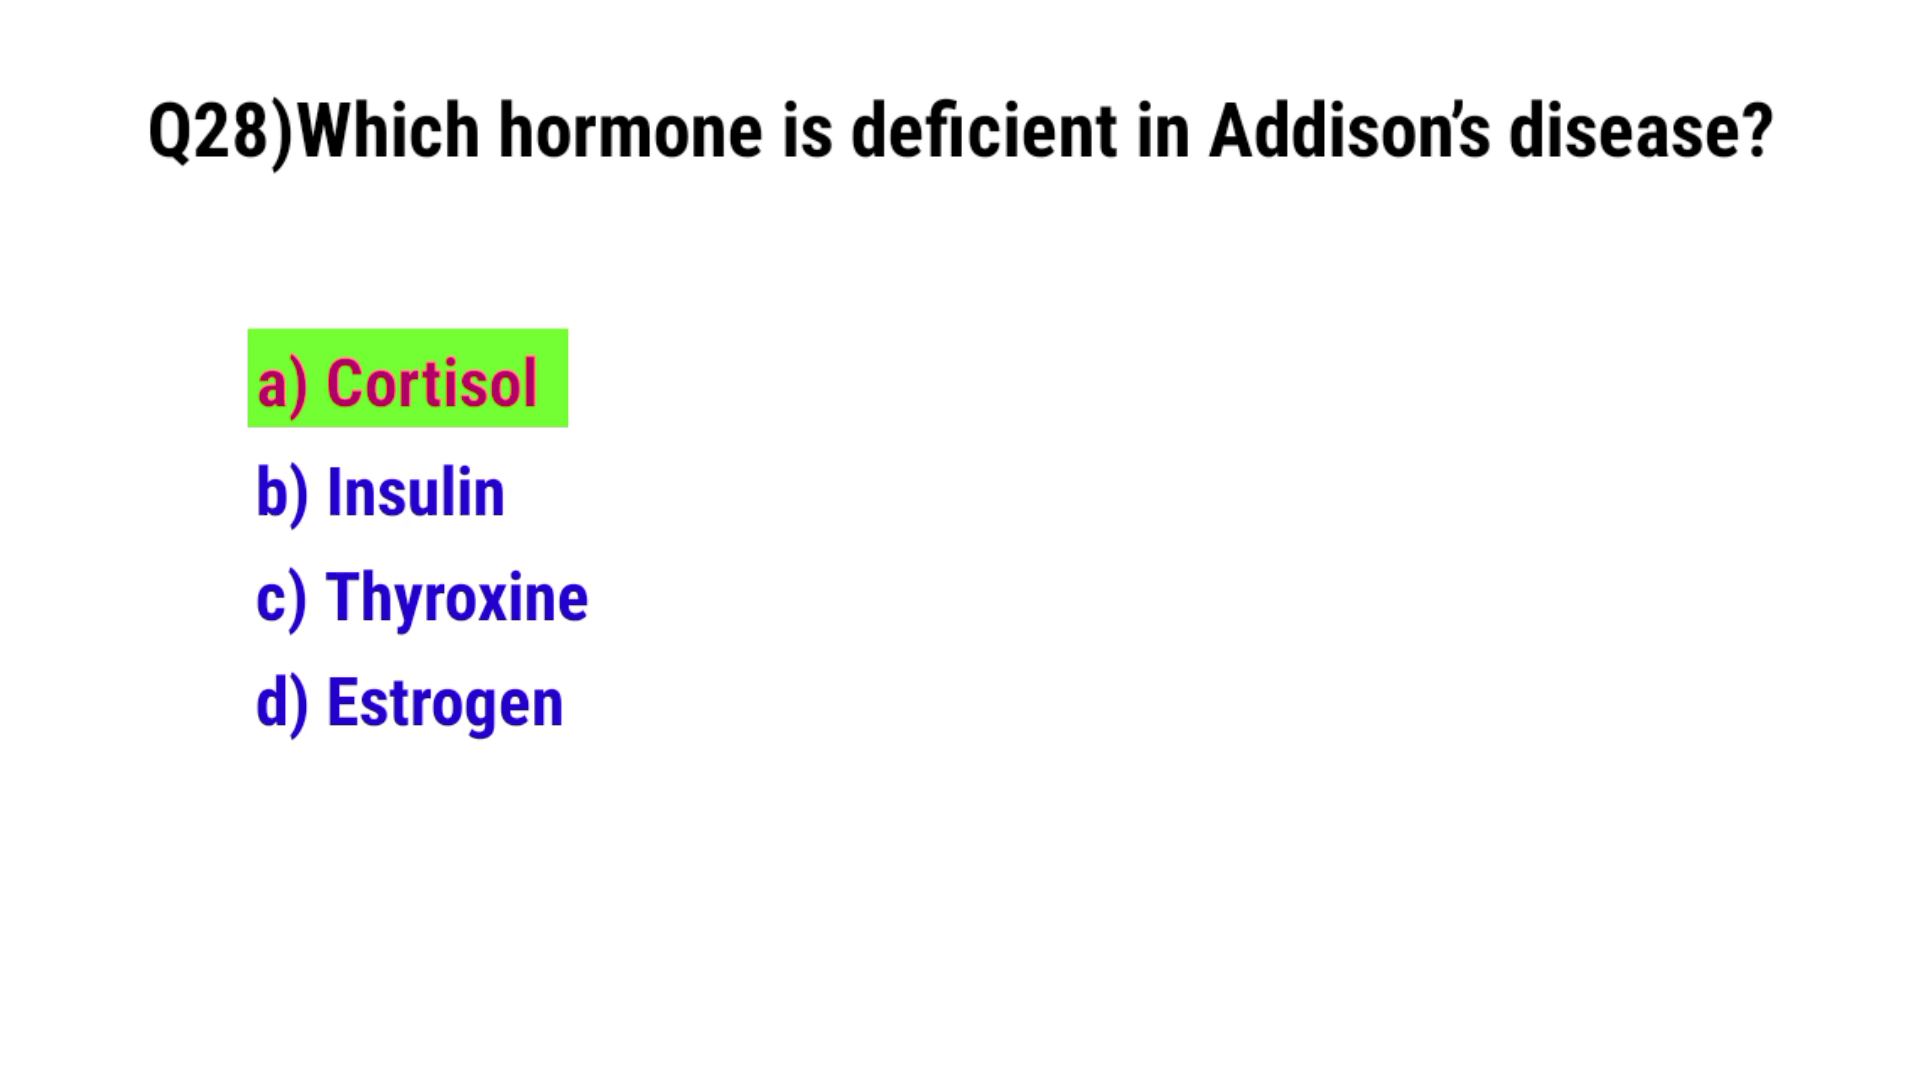 Q28)Which hormone is deficient in Addison’s disease?
a) Cortisol
b) Insulin
c) Thyroxine
d) Estrogen